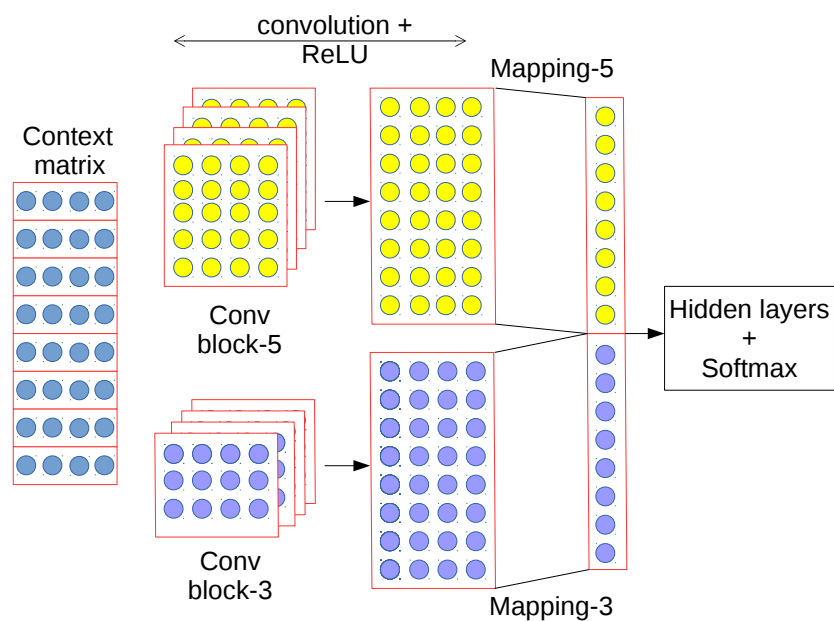 convolution +
ReLU
Mapping-5
Context
matrix
Conv
block-5
Hidden layers
+
Softmax
Conv
block-3
Mapping-3